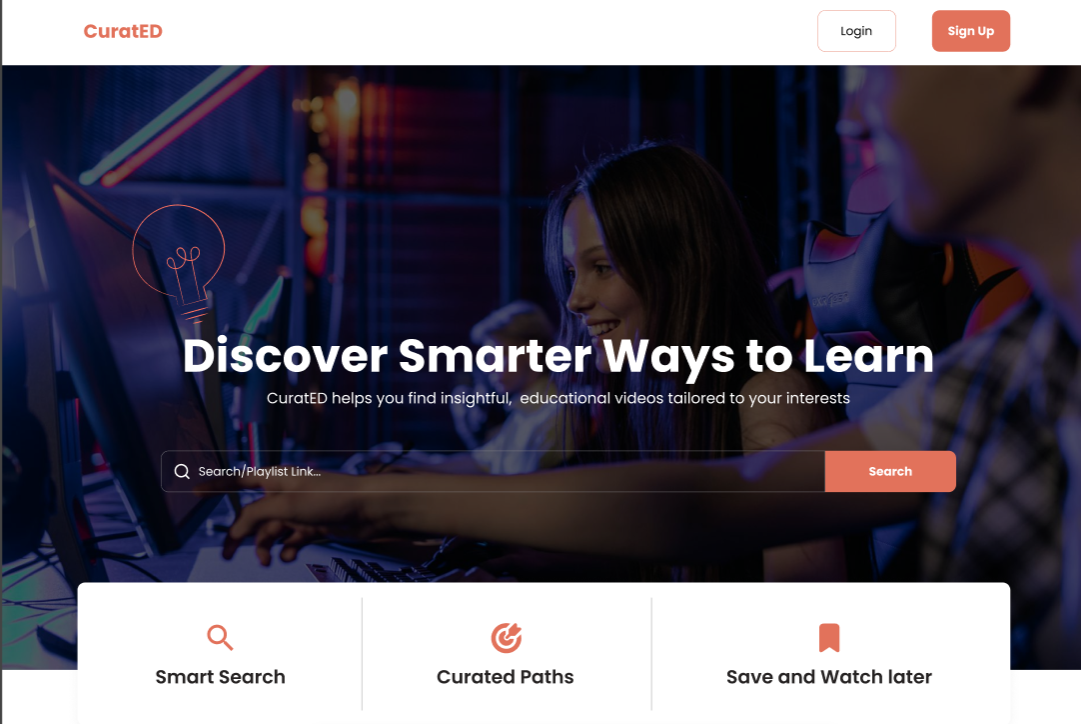 CuratED
Login
Sign Up
Discover Smarter Ways to Learn
CuratED helps you find insightful,  educational videos tailored to your interests
Search/Playlist Link...
Search
Smart Search
Curated Paths
Save and Watch later